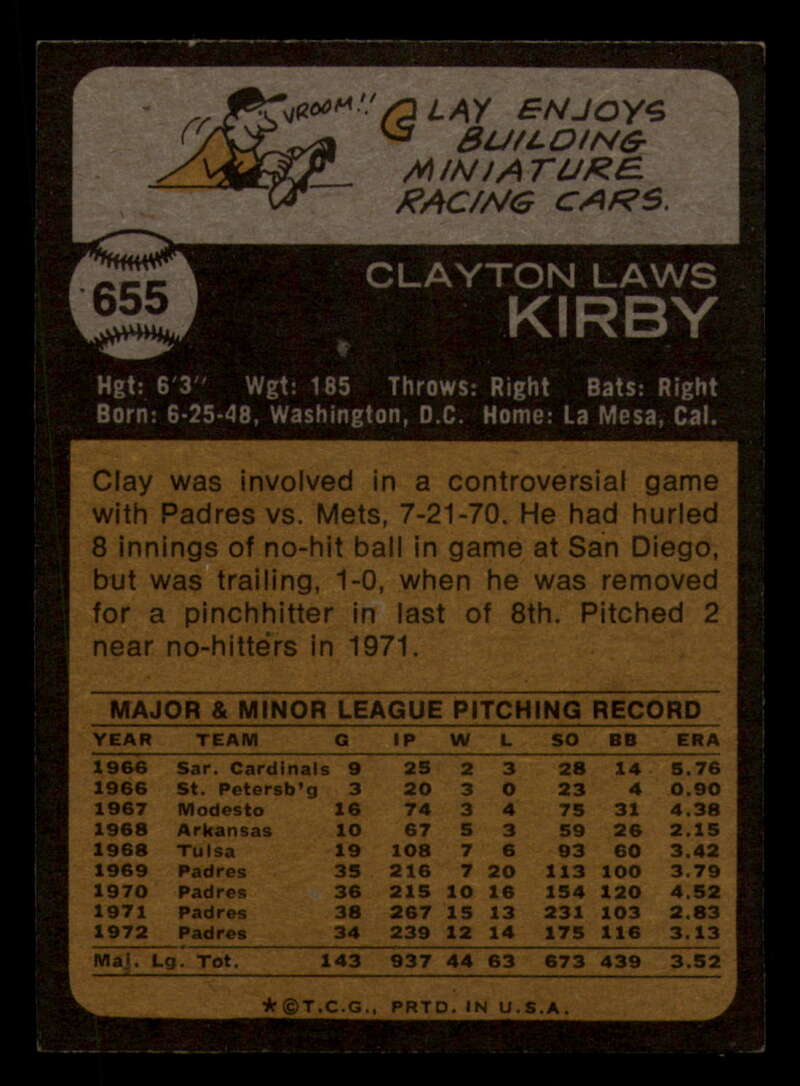 VROOM!!
CLAY ENJOYS
BUILDING
MINIATURE
RACING CARS.
655
CLAYTON LAWS
KIRBY
Hgt: 6'3" Wgt: 185 Throws: Right Bats: Right
Born: 6-25-48, Washington, D.C. Home: La Mesa, Cal.
Clay was involved in a controversial game
with Padres vs. Mets, 7-21-70. He had hurled
8 innings of no-hit ball in game at San Diego,
but was trailing, 1-0, when he was removed
for a pinchhitter in last of 8th. Pitched 2
near no-hitters in 1971.
MAJOR & MINOR LEAGUE PITCHING RECORD
YEAR TEAM G IP W L SO BB ERA
1966 Sar. Cardinals 9 25 2 3 28 14 5.76
1966 St. Petersb'g 3 20 3 0 23 4 0.90
1967 Modesto 16 74 3 4 75 31 4.38
1968 Arkansas 10 67 5 3 59 26 2.15
1968 Tulsa 19 108 7 6 93 60 3.42
1969 Padres 35 216 7 20 113 100 3.79
1970 Padres 36 215 10 16 154 120 4.52
1971 Padres 38 267 15 13 231 103 2.83
1972 Padres 34 239 12 14 175 116 3.13
Maj. Lg. Tot. 143 937 44 63 673 439 3.52
*©T.C.G., PRTD. IN U.S.A.